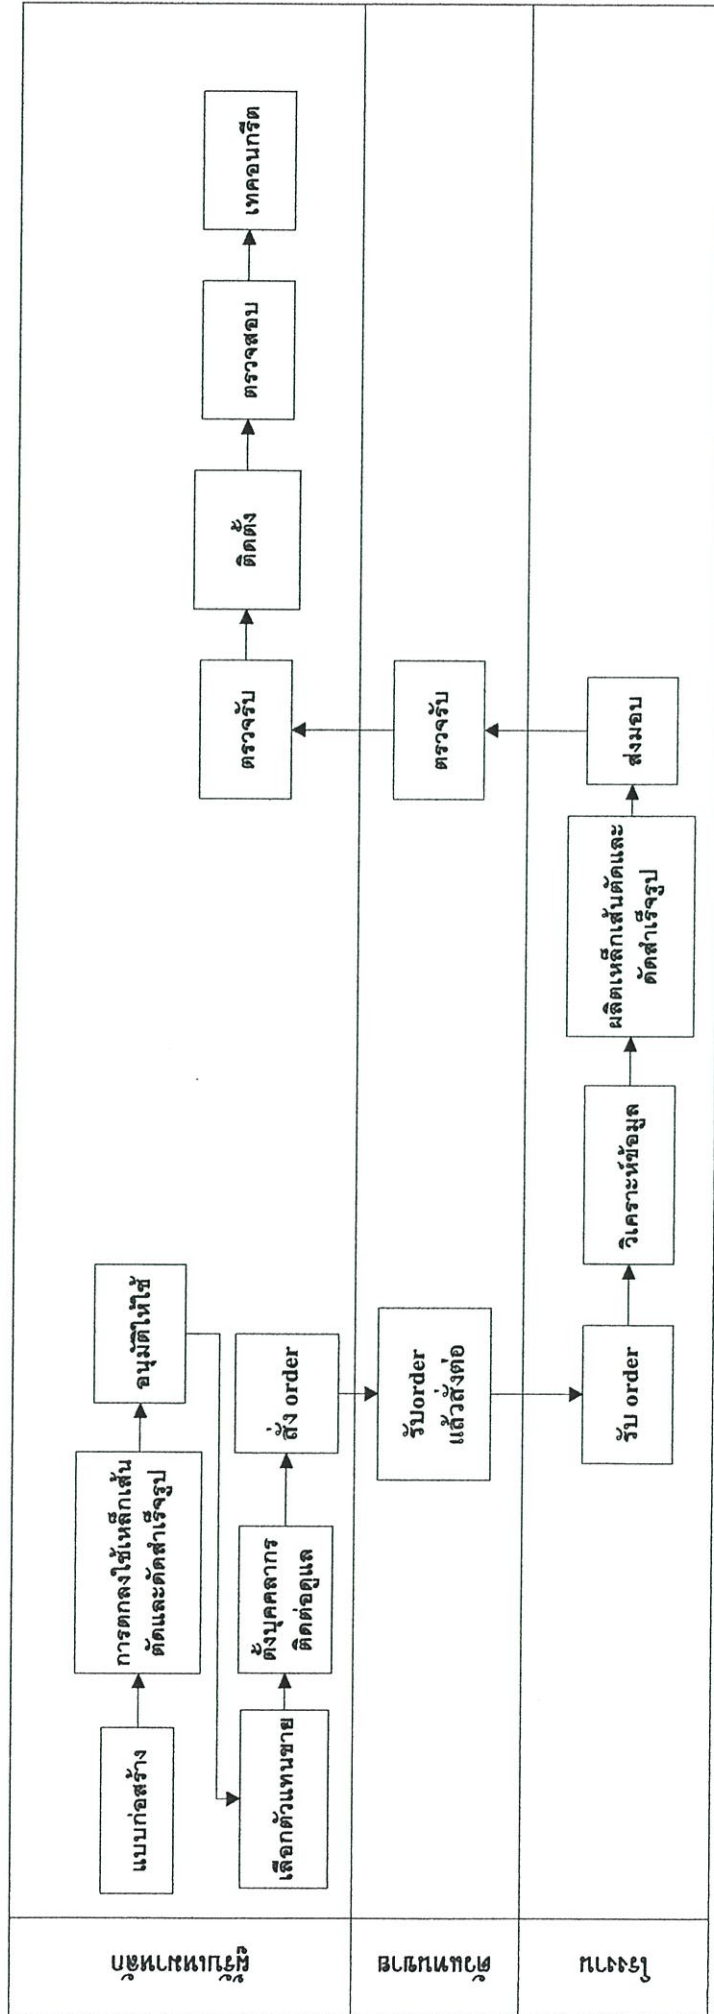 ผู้รับเหมาหลัก
แบบก่อสร้าง
การตกลงใช้เหล็กเส้น
ตัดและดัดสำเร็จรูป
อนุมัติให้ใช้
เลือกตัวแทนขาย
ตั้งบุคคลากร
ติดต่อดูแล
สั่ง order
ตรวจรับ
ติดตั้ง
ตรวจสอบ
เทคอนกรีต
ตัวแทนขาย
รับorder
แล้วสั่งต่อ
ตรวจรับ
โรงงาน
รับ order
วิเคราะห์ข้อมูล
ผลิตเหล็กเส้นตัดและ
ดัดสำเร็จรูป
ส่งมอบ